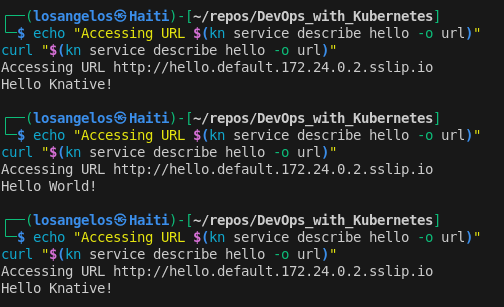 ┌──(losangelos㉿Haiti)-[~/repos/DevOps_with_Kubernetes]
└─$ echo "Accessing URL $(kn service describe hello -o url)"
curl "$(kn service describe hello -o url)"
Accessing URL http://hello.default.172.24.0.2.sslip.io
Hello Knative!

┌──(losangelos㉿Haiti)-[~/repos/DevOps_with_Kubernetes]
└─$ echo "Accessing URL $(kn service describe hello -o url)"
curl "$(kn service describe hello -o url)"
Accessing URL http://hello.default.172.24.0.2.sslip.io
Hello World!

┌──(losangelos㉿Haiti)-[~/repos/DevOps_with_Kubernetes]
└─$ echo "Accessing URL $(kn service describe hello -o url)"
curl "$(kn service describe hello -o url)"
Accessing URL http://hello.default.172.24.0.2.sslip.io
Hello Knative!